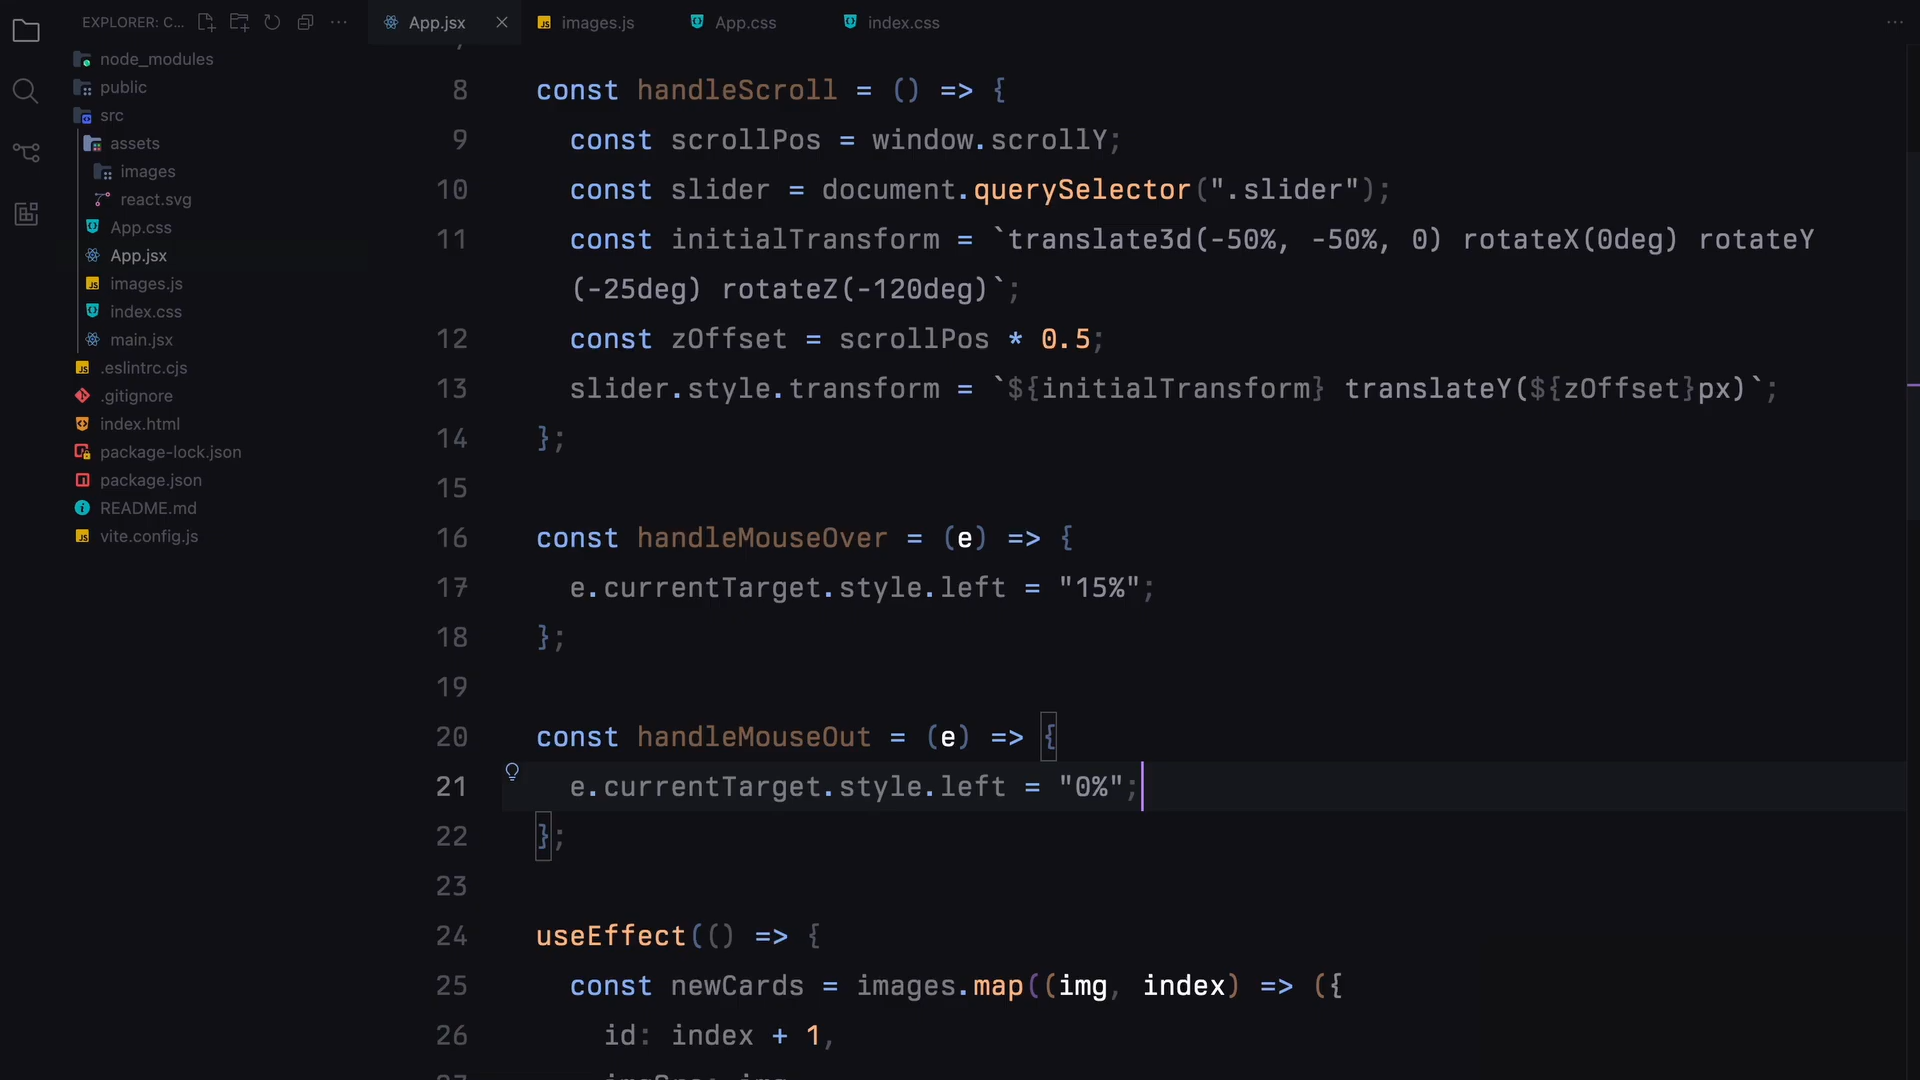 EXPLORER: C...
App.jsx
images.js
App.css
index.css
node_modules
public
src
assets
images
react.svg
App.css
App.jsx
images.js
index.css
main.jsx
.eslintrc.cjs
.gitignore
index.html
package-lock.json
package.json
README.md
vite.config.js
8 const handleScroll = () => {
9 const scrollPos = window.scrollY;
10 const slider = document.querySelector(".slider");
11 const initialTransform = `translate3d(-50%, -50%, 0) rotateX(0deg) rotateY
(-25deg) rotateZ(-120deg)`;
12 const zOffset = scrollPos * 0.5;
13 slider.style.transform = `${initialTransform} translateY(${zOffset}px)`;
14 };
15
16 const handleMouseOver = (e) => {
17 e.currentTarget.style.left = "15%";
18 };
19
20 const handleMouseOut = (e) => {
21 e.currentTarget.style.left = "0%";
22 };
23
24 useEffect(() => {
25 const newCards = images.map((img, index) => ({
26 id: index + 1,